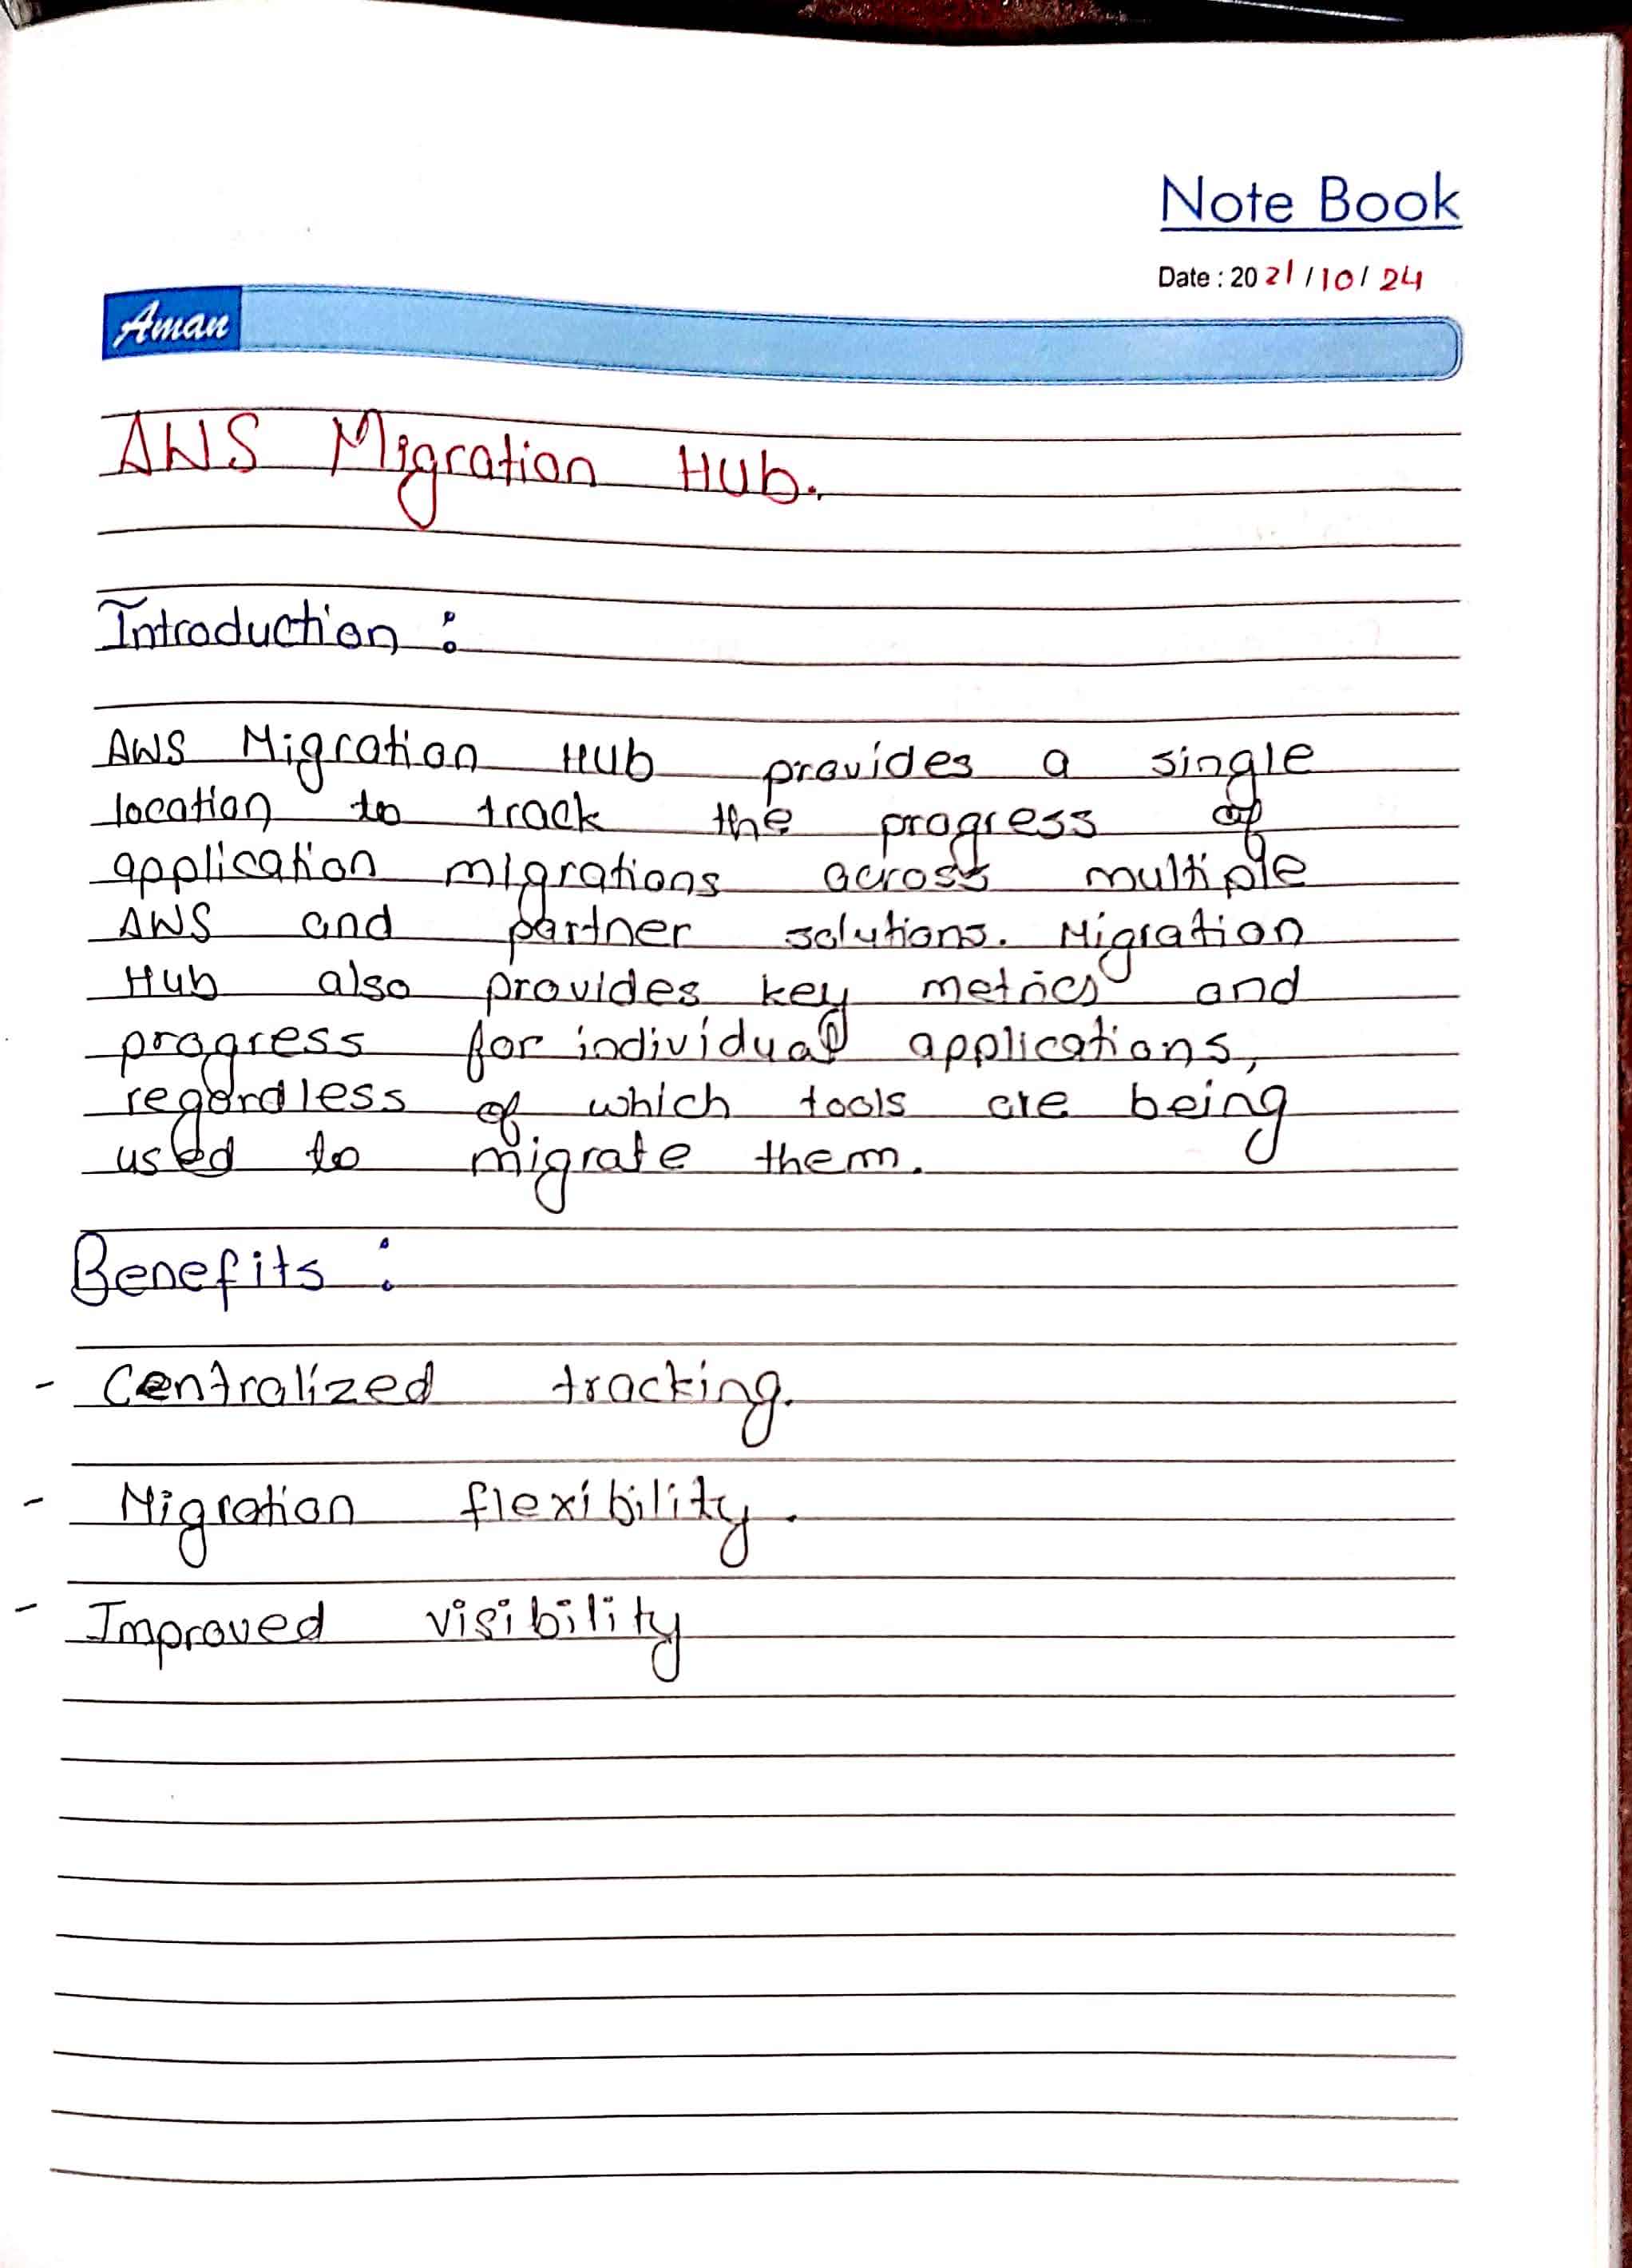 Note Book
Date : 2021/10/24
Aman
AWS Migration Hub.
Introduction :
AWS Migration Hub provides a single
location to track the progress of
application migrations across multiple
AWS and partner solutions. Migration
Hub also provides key metrics and
progress for individual applications,
regardless of which tools are being
used to migrate them.
Benefits :
- Centralized tracking.
- Migration flexibility.
- Improved visibility